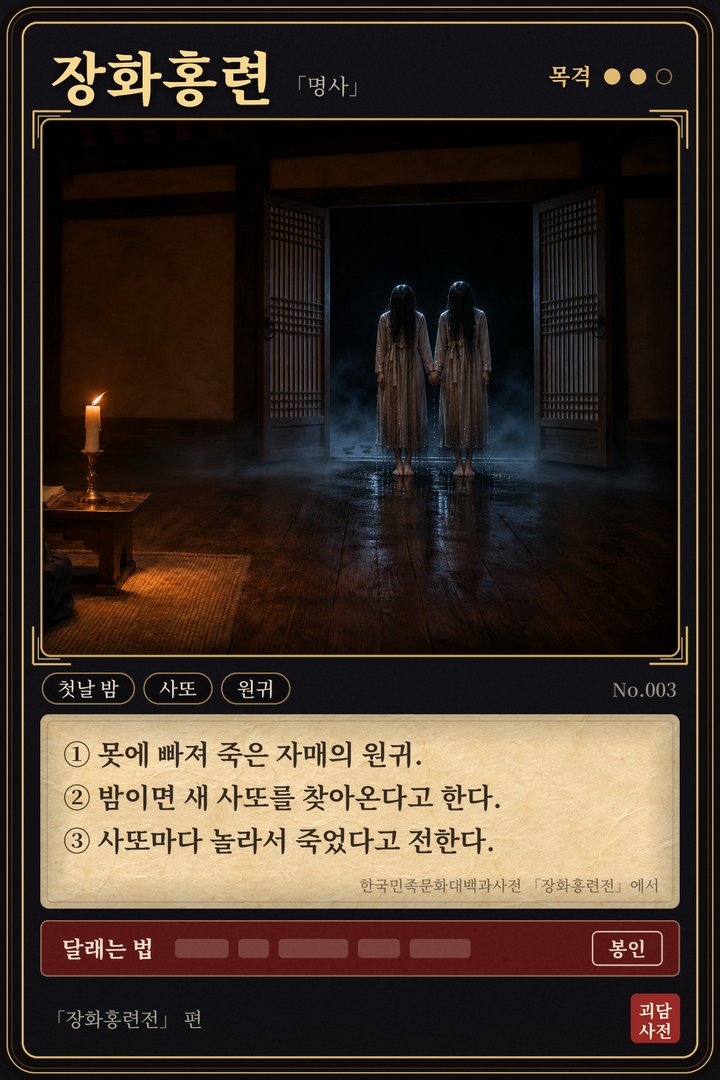 장화홍련 「명사」 목격
첫날 밤 사또 원귀 No.003
① 못에 빠져 죽은 자매의 원귀.
② 밤이면 새 사또를 찾아온다고 한다.
③ 사또마다 놀라서 죽었다고 전한다.
한국민족문화대백과사전 「장화홍련전」에서
달래는 법 봉인
「장화홍련전」 편
괴담
사전